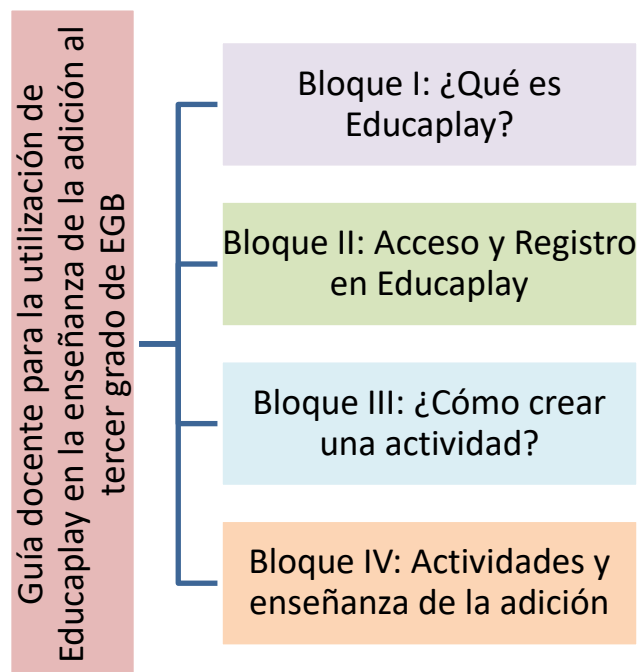 Guía docente para la utilización de
Educaplay en la enseñanza de la adición al
tercer grado de EGB
Bloque I: ¿Qué es
Educaplay?
Bloque II: Acceso y Registro
en Educaplay
Bloque III: ¿Cómo crear
una actividad?
Bloque IV: Actividades y
enseñanza de la adición